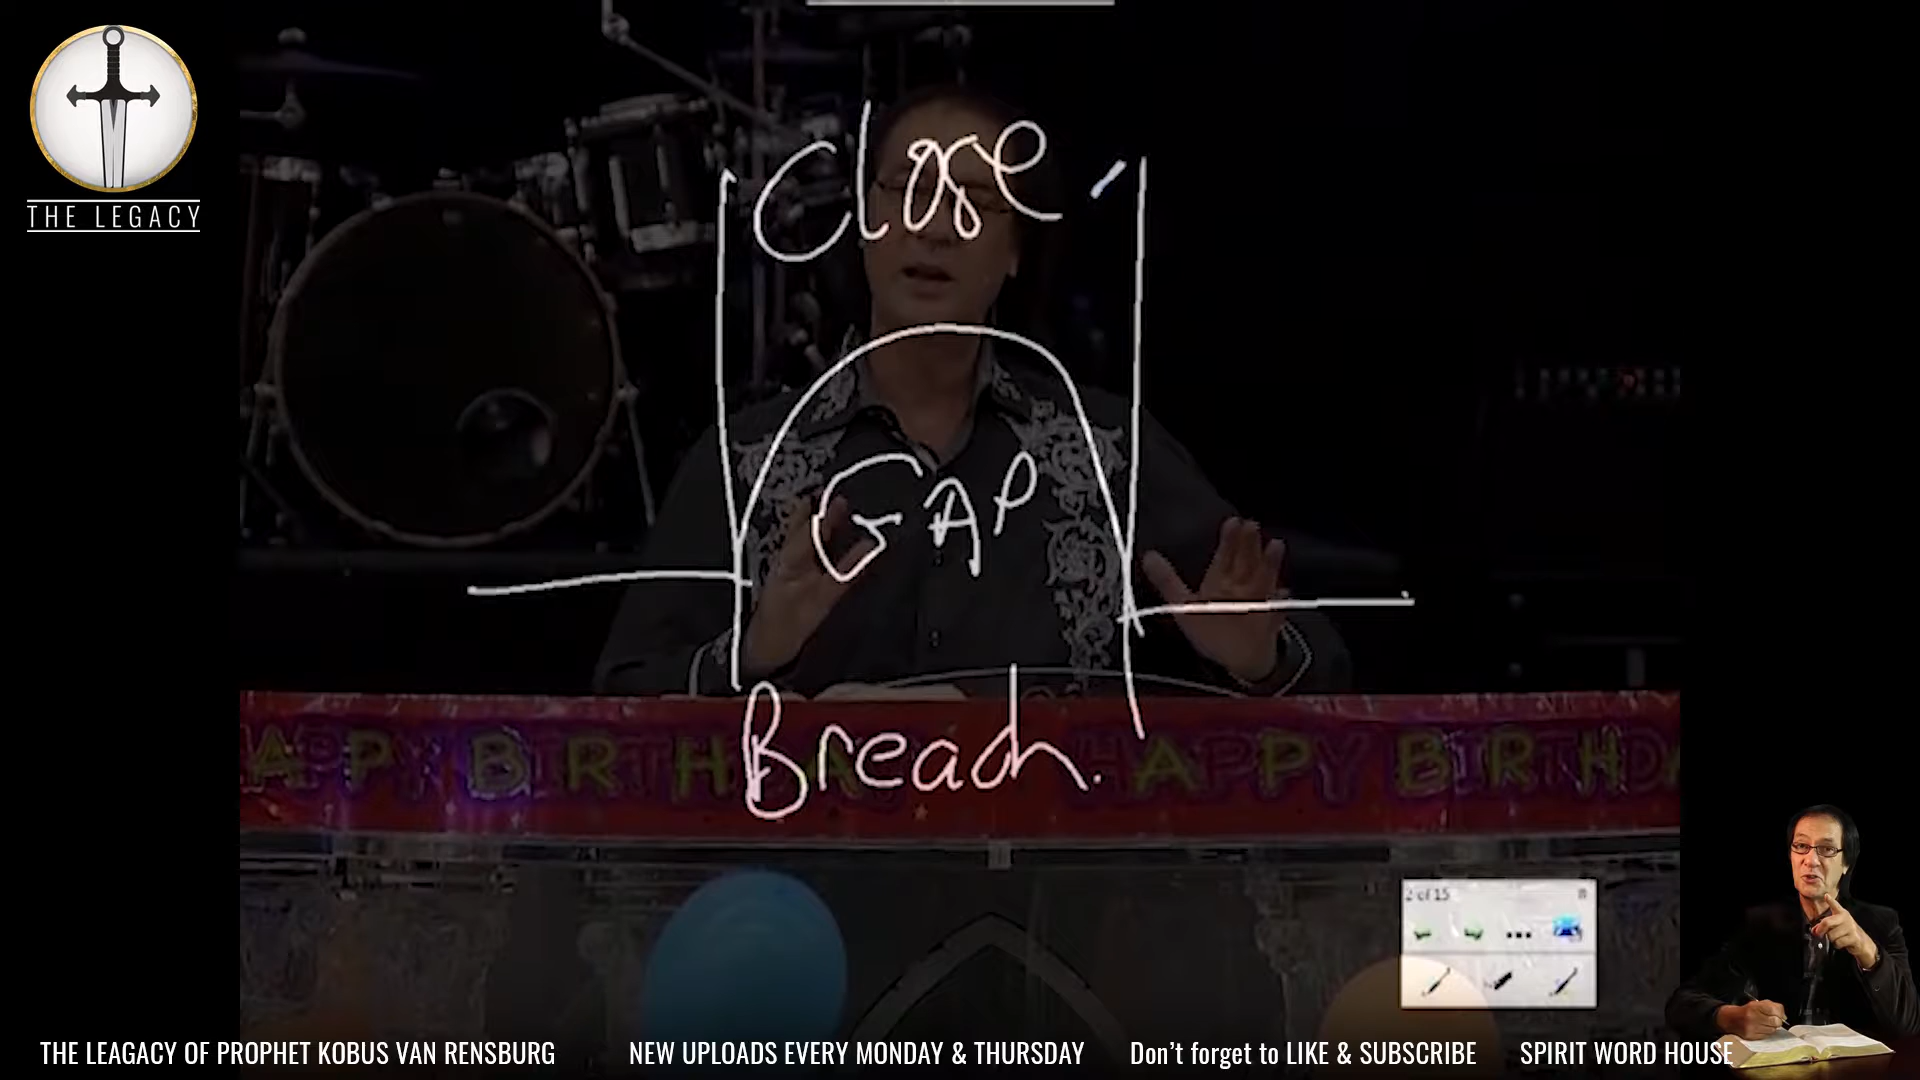 THE LEGACY
Close
GAP
Breach.
APPY BIRTH HAPPY BIRTHD
2 of 15
THE LEAGACY OF PROPHET KOBUS VAN RENSBURG
NEW UPLOADS EVERY MONDAY & THURSDAY
Don't forget to LIKE & SUBSCRIBE
SPIRIT WORD HOUSE